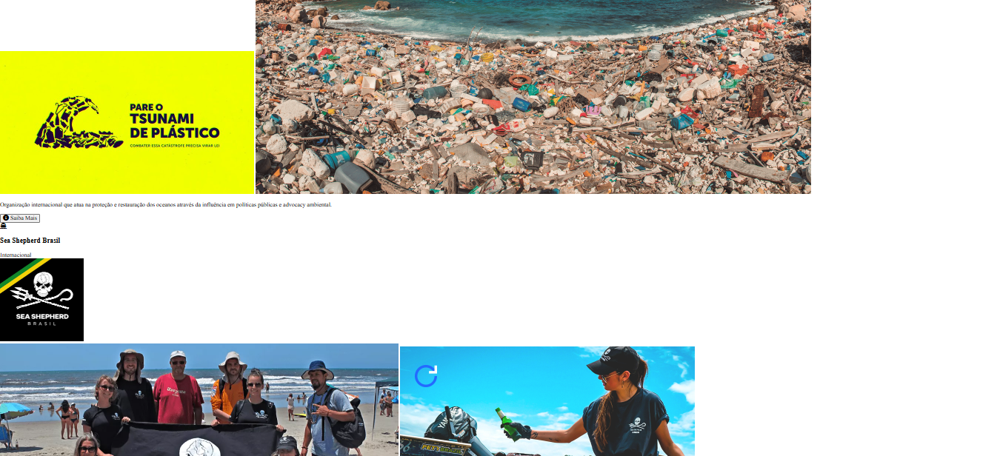 PARE O
TSUNAMI
DE PLÁSTICO
COMBATER ESSA CATÁSTROFE PRECISA VIRAR LEI
Organização internacional que atua na proteção e restauração dos oceanos através da influência em políticas públicas e advocacy ambiental.
Saiba Mais
Sea Shepherd Brasil
Internacional
SEA SHEPHERD
BRASIL